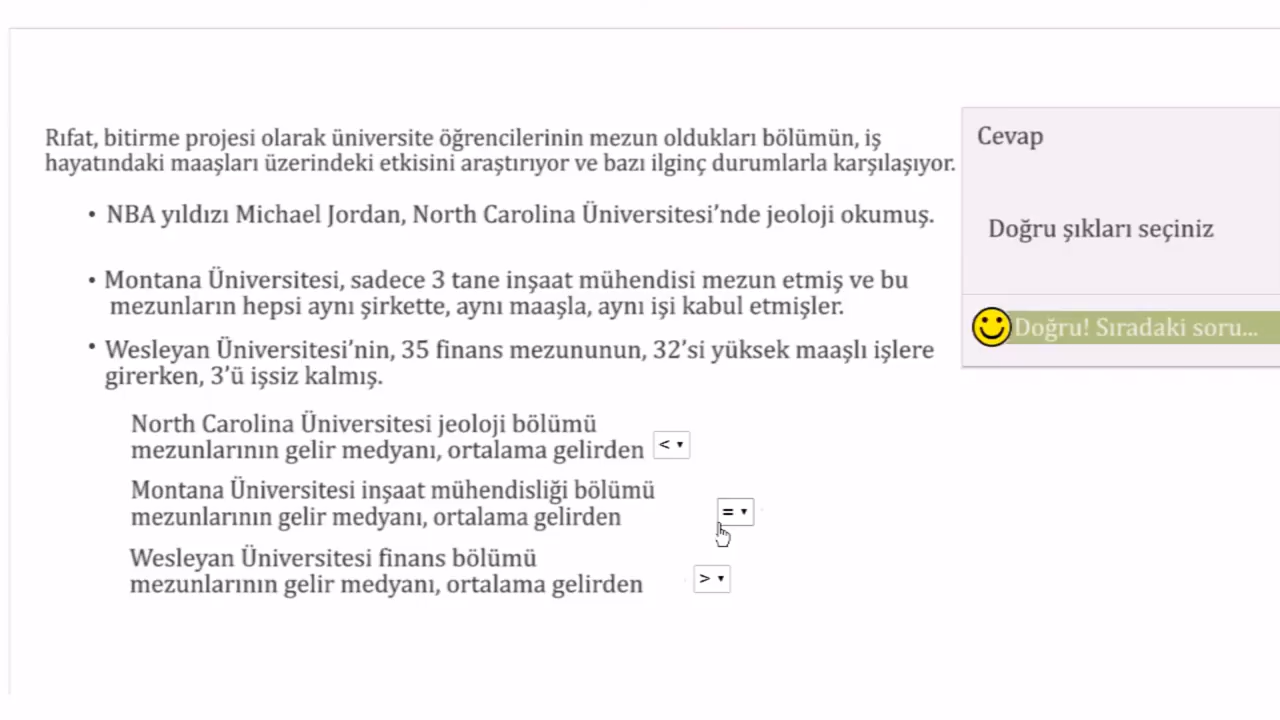 Rıfat, bitirme projesi olarak üniversite öğrencilerinin mezun oldukları bölümün, iş
hayatındaki maaşları üzerindeki etkisini araştırıyor ve bazı ilginç durumlarla karşılaşıyor.
• NBA yıldızı Michael Jordan, North Carolina Üniversitesi'nde jeoloji okumuş.
• Montana Üniversitesi, sadece 3 tane inşaat mühendisi mezun etmiş ve bu
mezunların hepsi aynı şirkette, aynı maaşla, aynı işi kabul etmişler.
• Wesleyan Üniversitesi'nin, 35 finans mezununun, 32'si yüksek maaşlı işlere
girerken, 3'ü işsiz kalmış.
North Carolina Üniversitesi jeoloji bölümü
mezunlarının gelir medyanı, ortalama gelirden < ▾
Montana Üniversitesi inşaat mühendisliği bölümü
mezunlarının gelir medyanı, ortalama gelirden = ▾
Wesleyan Üniversitesi finans bölümü
mezunlarının gelir medyanı, ortalama gelirden > ▾
Cevap
Doğru şıkları seçiniz
Doğru! Sıradaki soru...